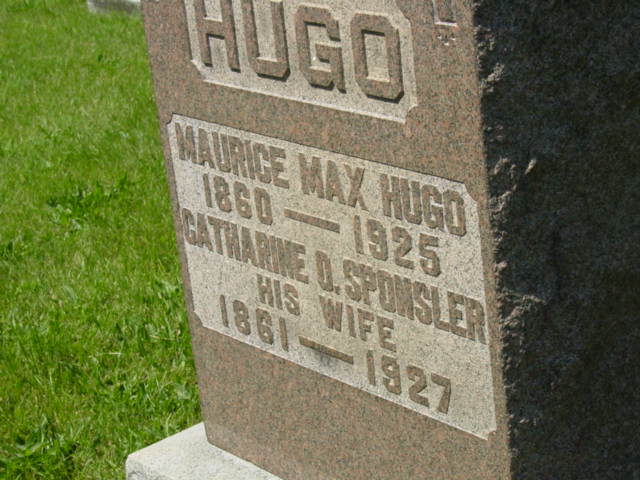 HUGO
MAURICE MAX HUGO
1860 — 1925
CATHARINE O. SPONSLER
HIS WIFE
1861 — 1927